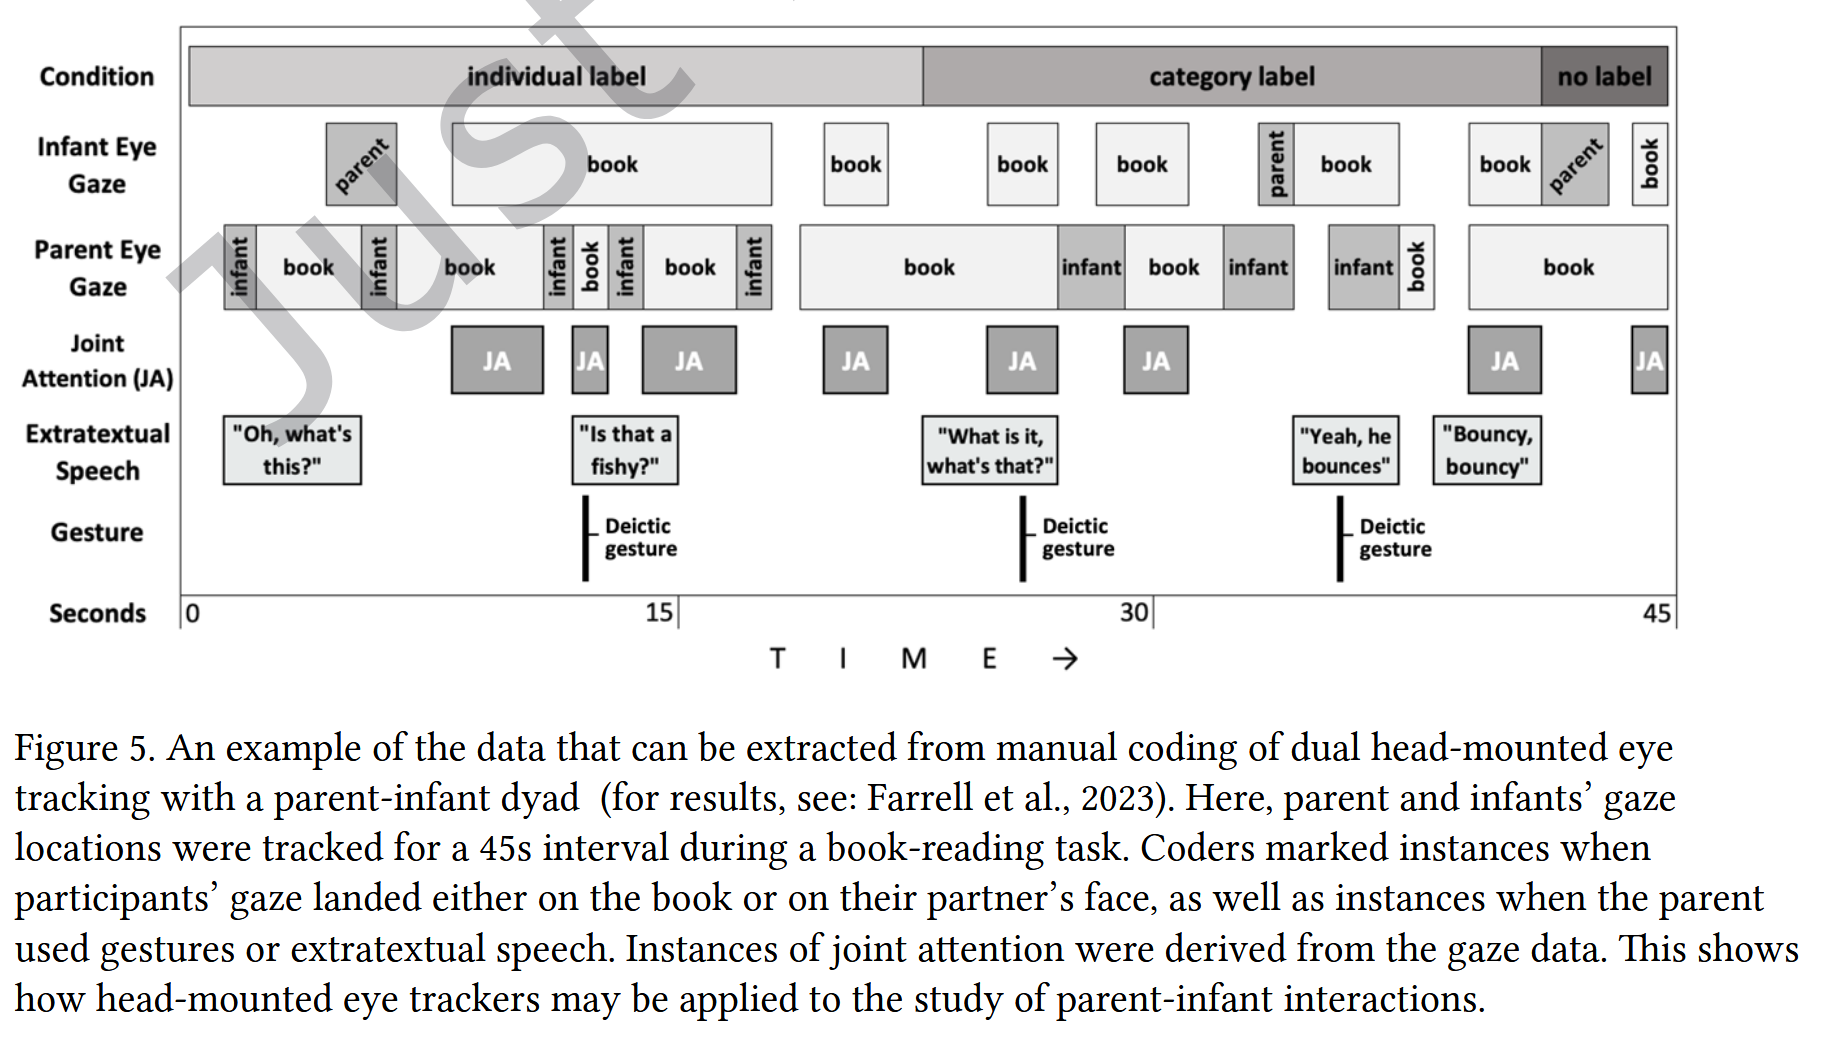 Just
Condition
individual label
category label
no label
Infant Eye
Gaze
parent
book
book
book
book
parent
book
book
parent
book
Parent Eye
Gaze
infant
book
infant
book
infant
book
infant
book
infant
book
infant
book
infant
infant
book
book
Joint
Attention (JA)
JA
JA
JA
JA
JA
JA
JA
JA
Extratextual
Speech
"Oh, what's
this?"
"Is that a
fishy?"
"What is it,
what's that?"
"Yeah, he
bounces"
"Bouncy,
bouncy"
Gesture
Deictic
gesture
Deictic
gesture
Deictic
gesture
Seconds
0
15
30
45
T I M E →
Figure 5. An example of the data that can be extracted from manual coding of dual head-mounted eye
tracking with a parent-infant dyad (for results, see: Farrell et al., 2023). Here, parent and infants’ gaze
locations were tracked for a 45s interval during a book-reading task. Coders marked instances when
participants’ gaze landed either on the book or on their partner’s face, as well as instances when the parent
used gestures or extratextual speech. Instances of joint attention were derived from the gaze data. This shows
how head-mounted eye trackers may be applied to the study of parent-infant interactions.